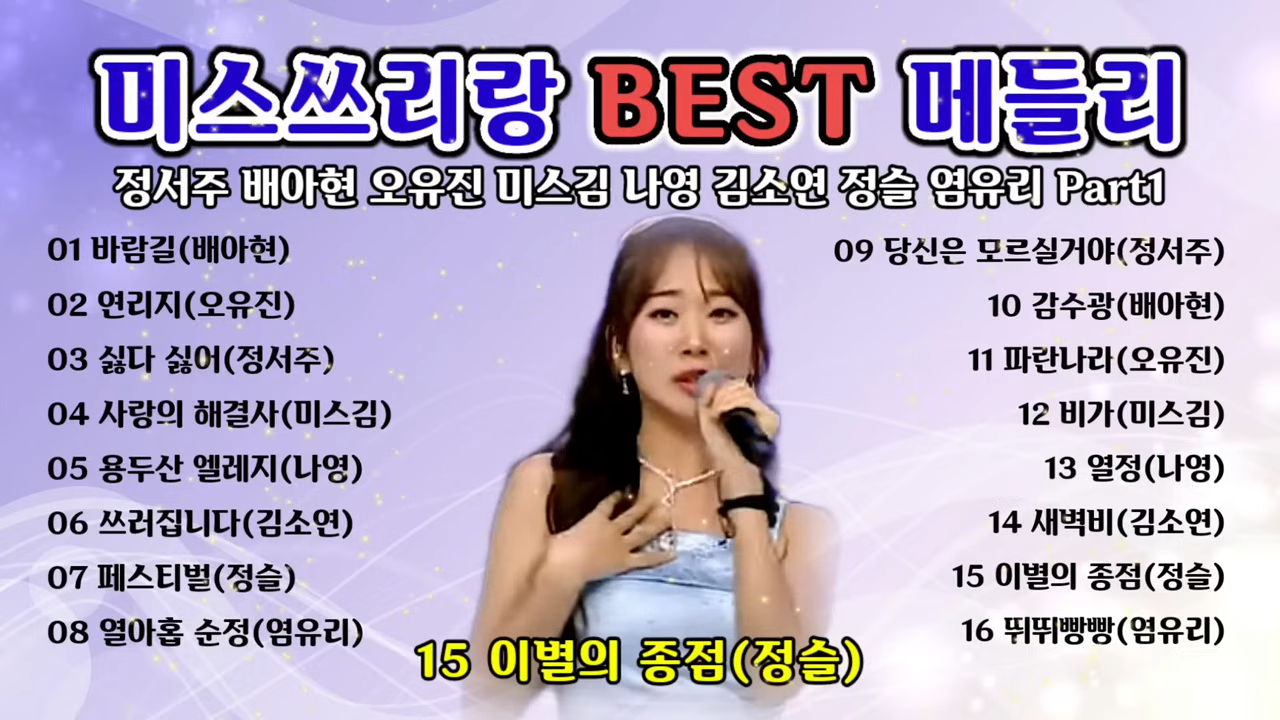 미스쓰리랑 BEST 메들리
정서주 배아현 오유진 미스김 나영 김소연 정슬 염유리 Part1
01 바람길(배아현)
02 연리지(오유진)
03 싫다 싫어(정서주)
04 사랑의 해결사(미스김)
05 용두산 엘레지(나영)
06 쓰러집니다(김소연)
07 페스티벌(정슬)
08 열아홉 순정(염유리)
09 당신은 모르실거야(정서주)
10 감수광(배아현)
11 파란나라(오유진)
12 비가(미스김)
13 열정(나영)
14 새벽비(김소연)
15 이별의 종점(정슬)
16 뛰뛰빵빵(염유리)
15 이별의 종점(정슬)